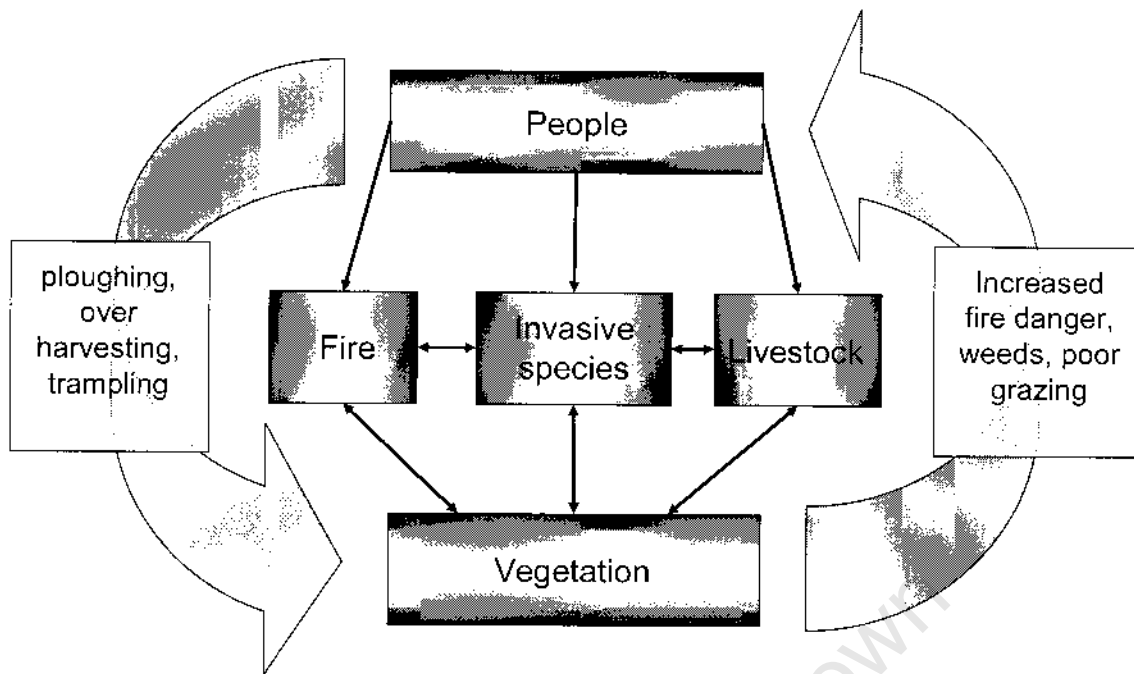 People
ploughing,
over
harvesting,
trampling
Fire
Invasive
species
Livestock
Increased
fire danger,
weeds, poor
grazing
Vegetation